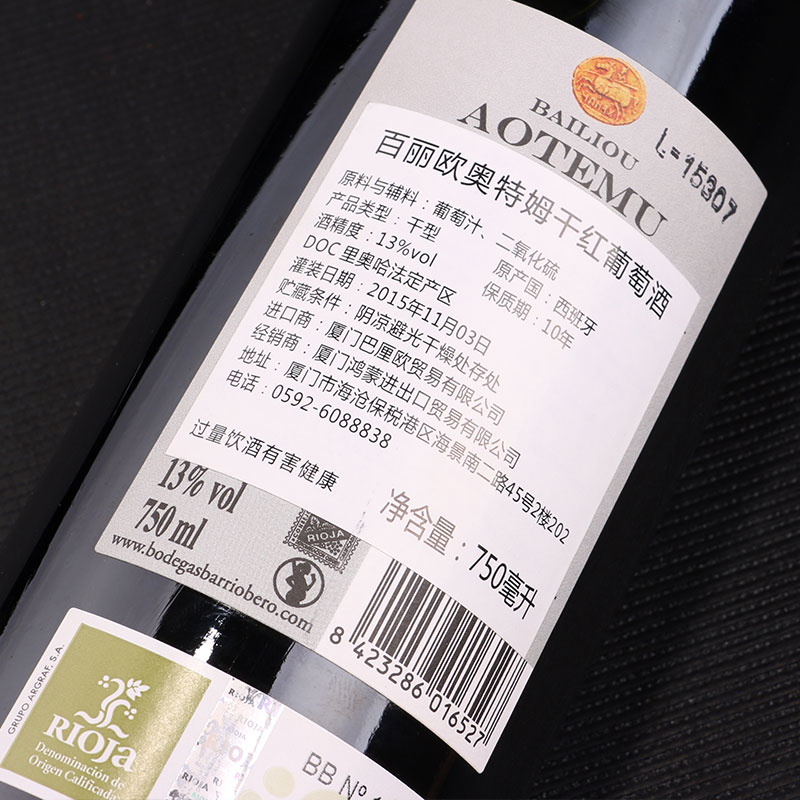 BAILIOU
AOTEMU
L=15307
百丽欧奥特姆干红葡萄酒
原料与辅料：葡萄汁、二氧化硫
产品类型：干型
原产国：西班牙
酒精度：13%vol
保质期：10年
DOC 里奥哈法定产区
灌装日期：2015年11月03日
贮藏条件：阴凉避光干燥处存处
进口商：厦门巴厘欧贸易有限公司
经销商：厦门鸿蒙进出口贸易有限公司
地址：厦门市海沧保税港区海景南二路45号2楼202
电话：0592-6088838
过量饮酒有害健康
净含量：750毫升
13% vol
750 ml
www.bodegasbarriobero.com
RIOJA
8 423286 016527
GRUPO ARGRAF, S.A.
RIOJA
Denominación de
Origen Calificada
BB Nº